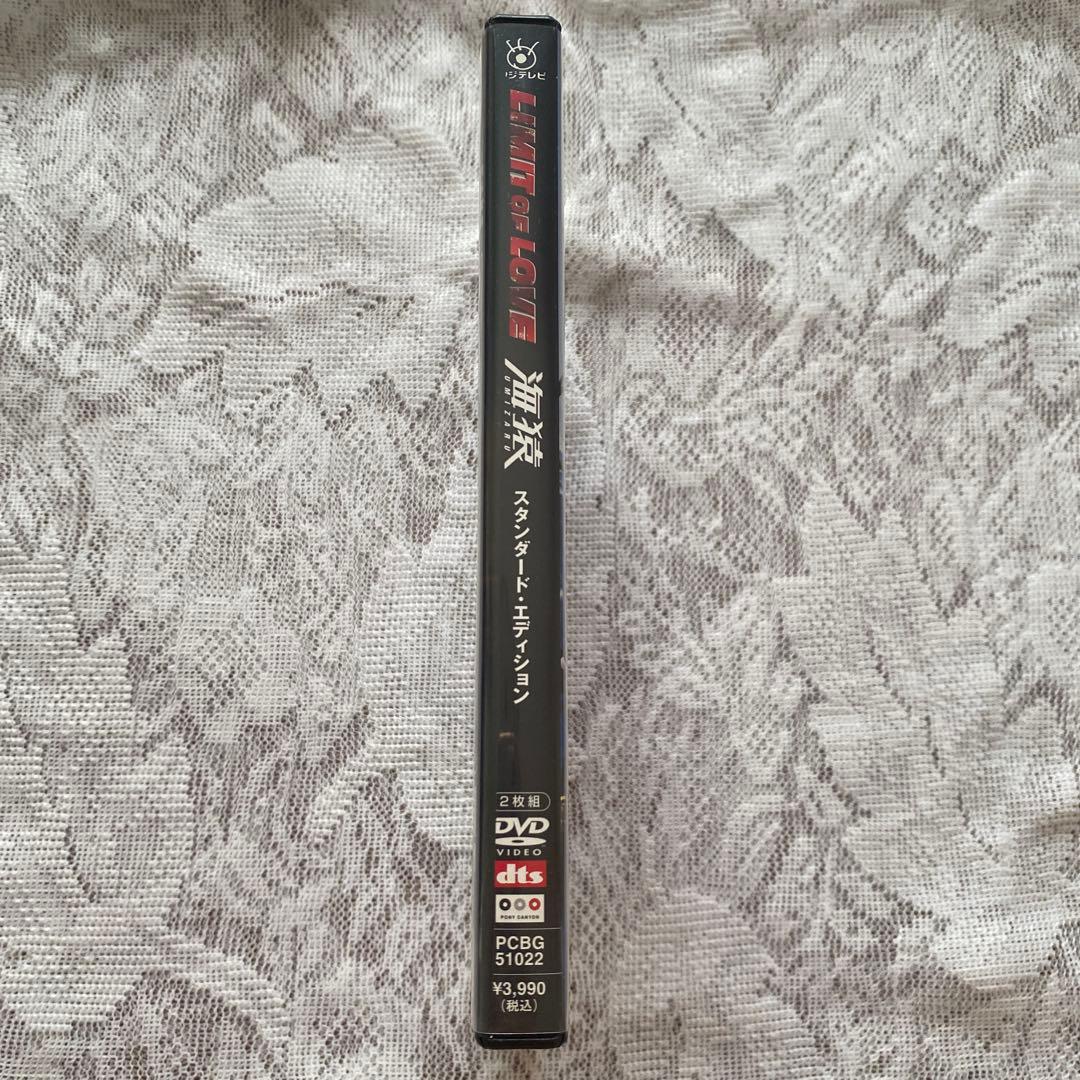 フジテレビ
LIMIT OF LOVE
海猿
UMIZARU
スタンダード・エディション
2枚組
DVD
VIDEO
dts
PONY CANYON
PCBG
51022
¥3,990
(税込)